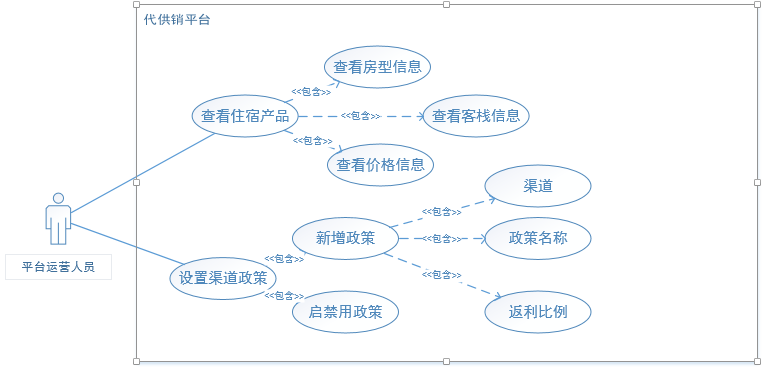 代供销平台
查看房型信息
<<包含>>
查看住宿产品
<<包含>>
查看客栈信息
<<包含>>
查看价格信息
渠道
<<包含>>
新增政策
<<包含>>
政策名称
<<包含>>
平台运营人员
设置渠道政策
<<包含>>
<<包含>>
启禁用政策
返利比例